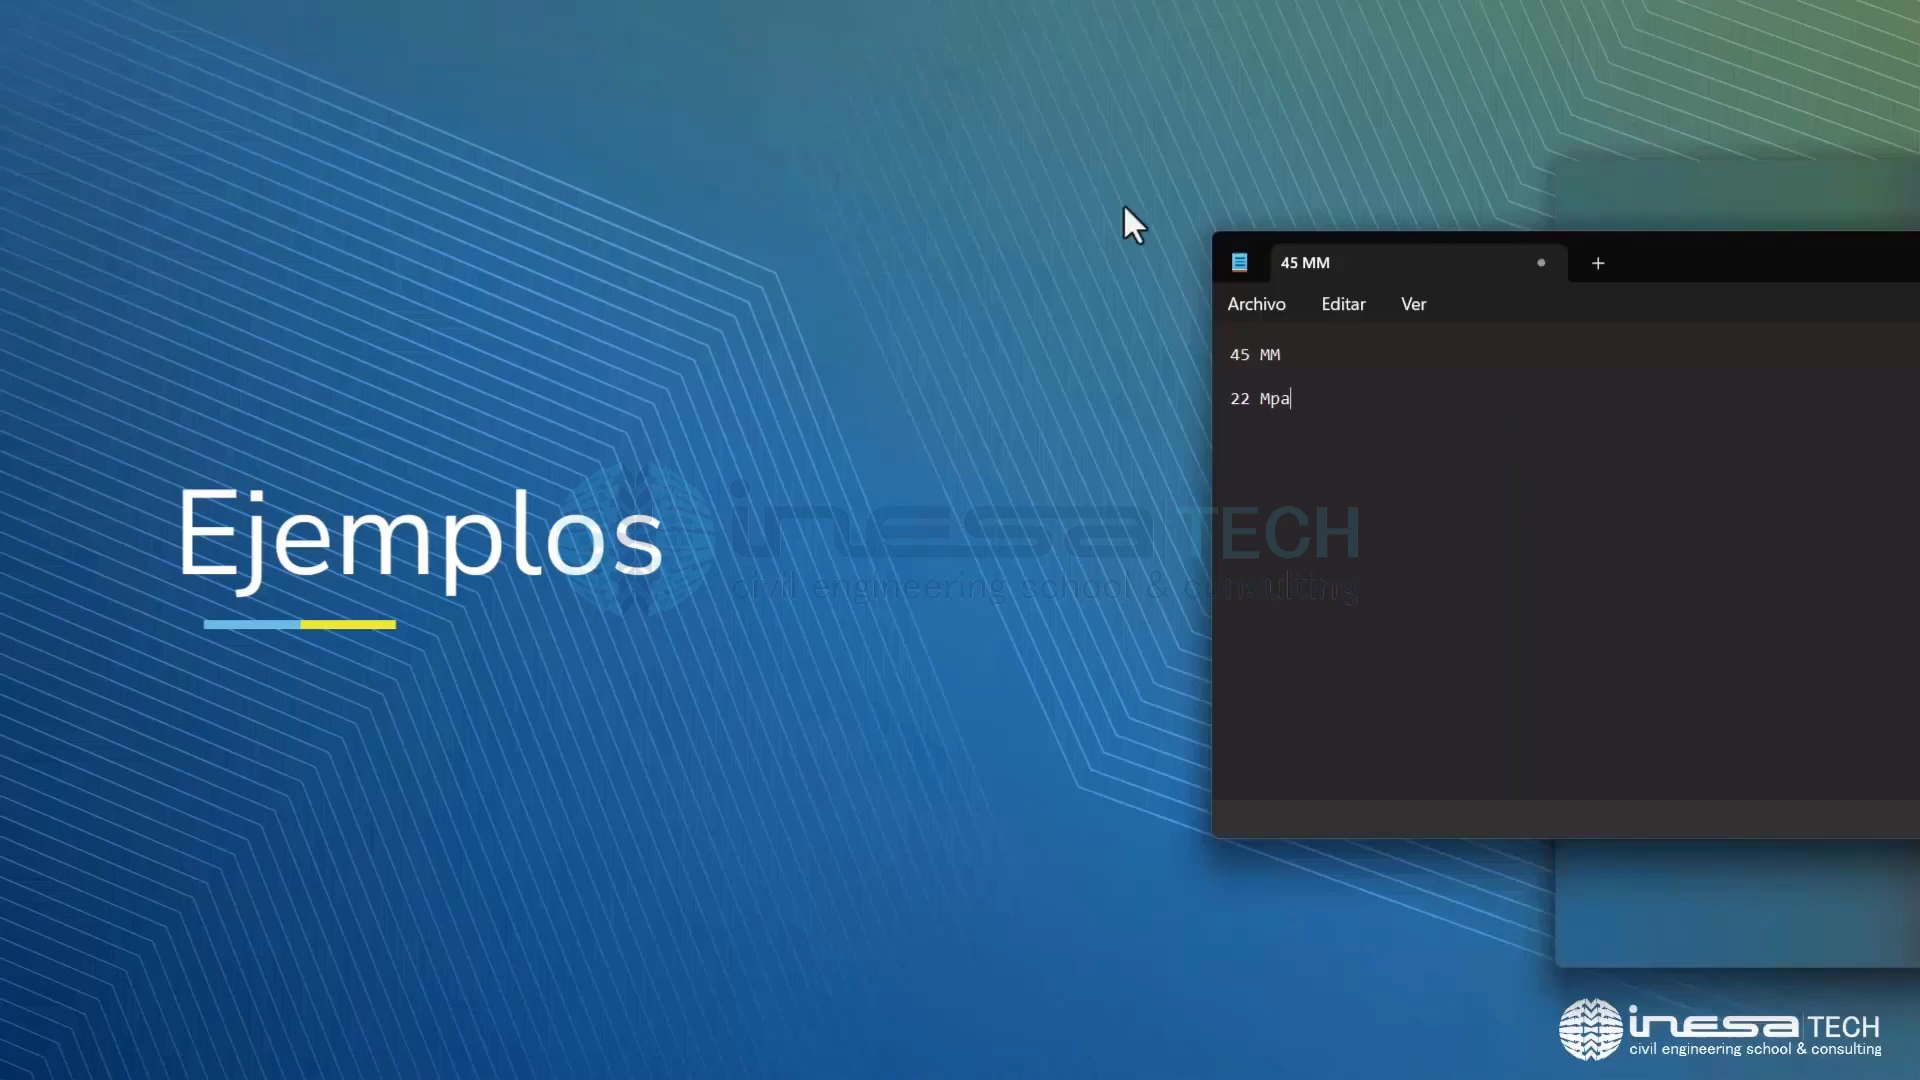 45 MM
+
Archivo Editar Ver
45 MM
22 Mpa
Ejemplos
inesa TECH
civil engineering school & consulting
inesa TECH
civil engineering school & consulting